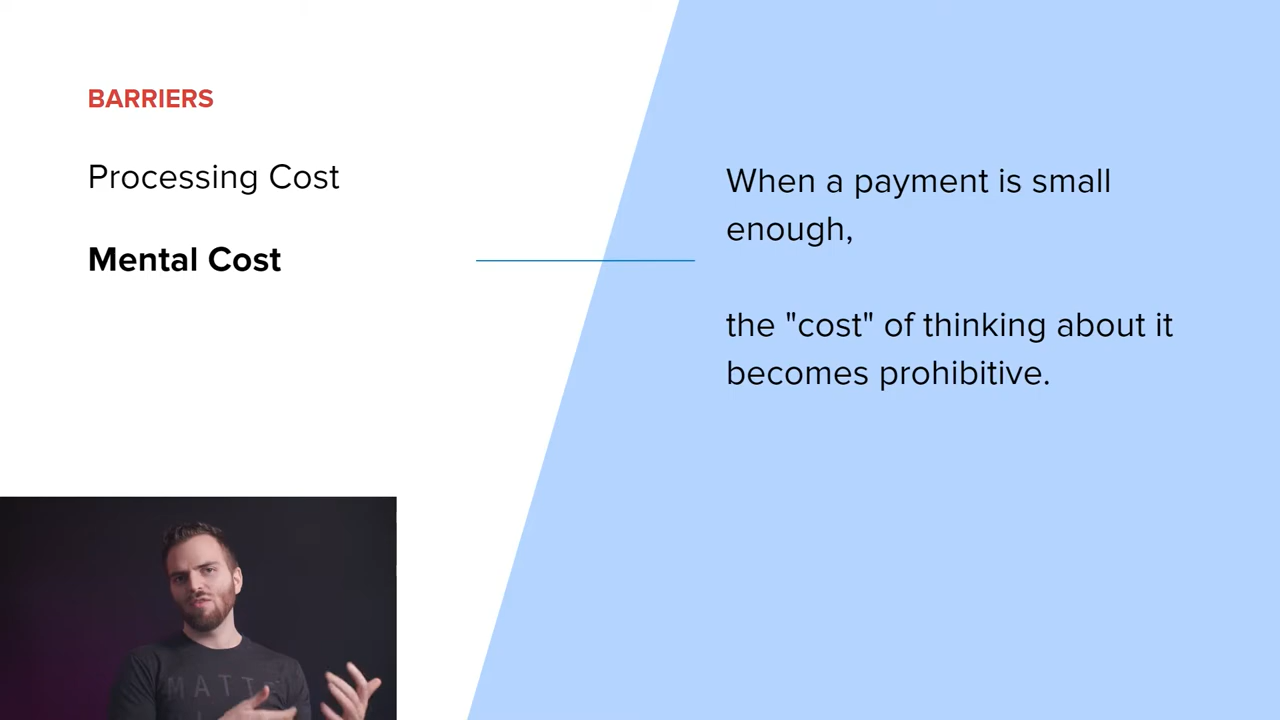 BARRIERS
Processing Cost
Mental Cost
When a payment is small
enough,
the "cost" of thinking about it
becomes prohibitive.